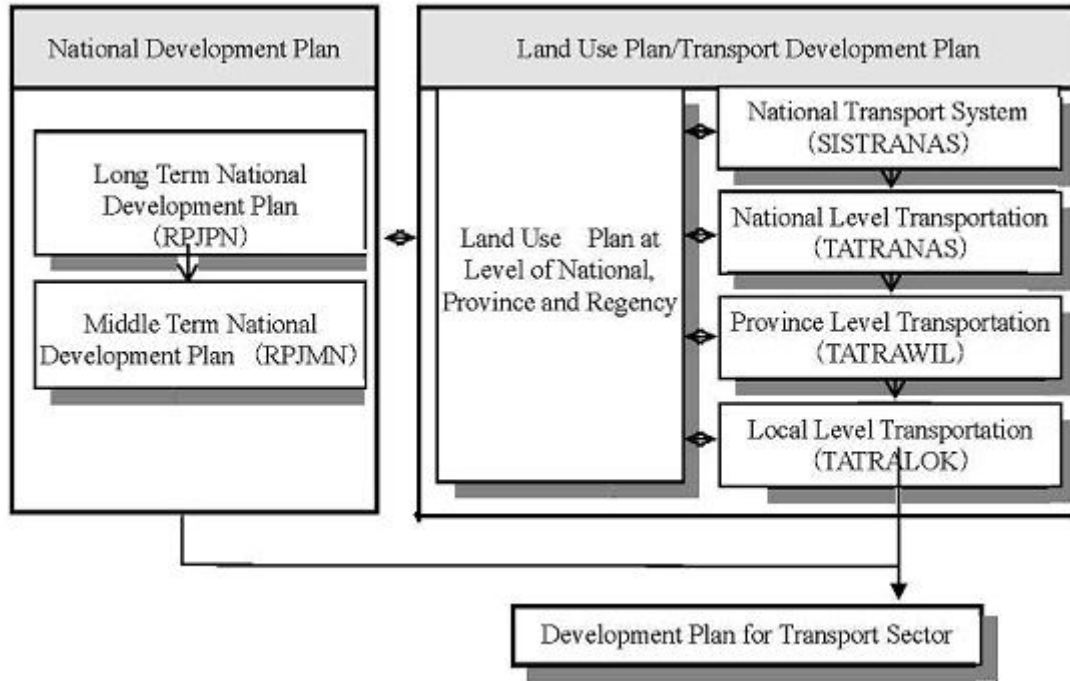 National Development Plan
Long Term National
Development Plan
(RPJPN)
Middle Term National
Development Plan (RPJMN)
Land Use Plan/Transport Development Plan
Land Use Plan at
Level of National,
Province and Regency
National Transport System
(SISTRANAS)
National Level Transportation
(TATRANAS)
Province Level Transportation
(TATRAWIL)
Local Level Transportation
(TATRALOK)
Development Plan for Transport Sector